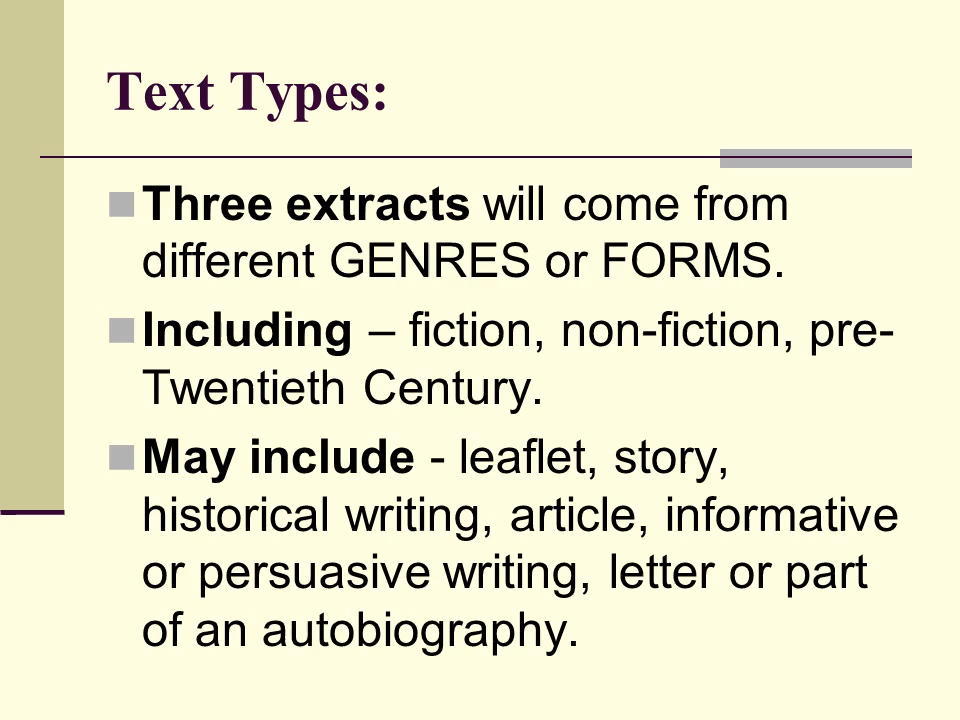 Text Types:
Three extracts will come from
different GENRES or FORMS.
Including – fiction, non-fiction, pre-
Twentieth Century.
May include - leaflet, story,
historical writing, article, informative
or persuasive writing, letter or part
of an autobiography.